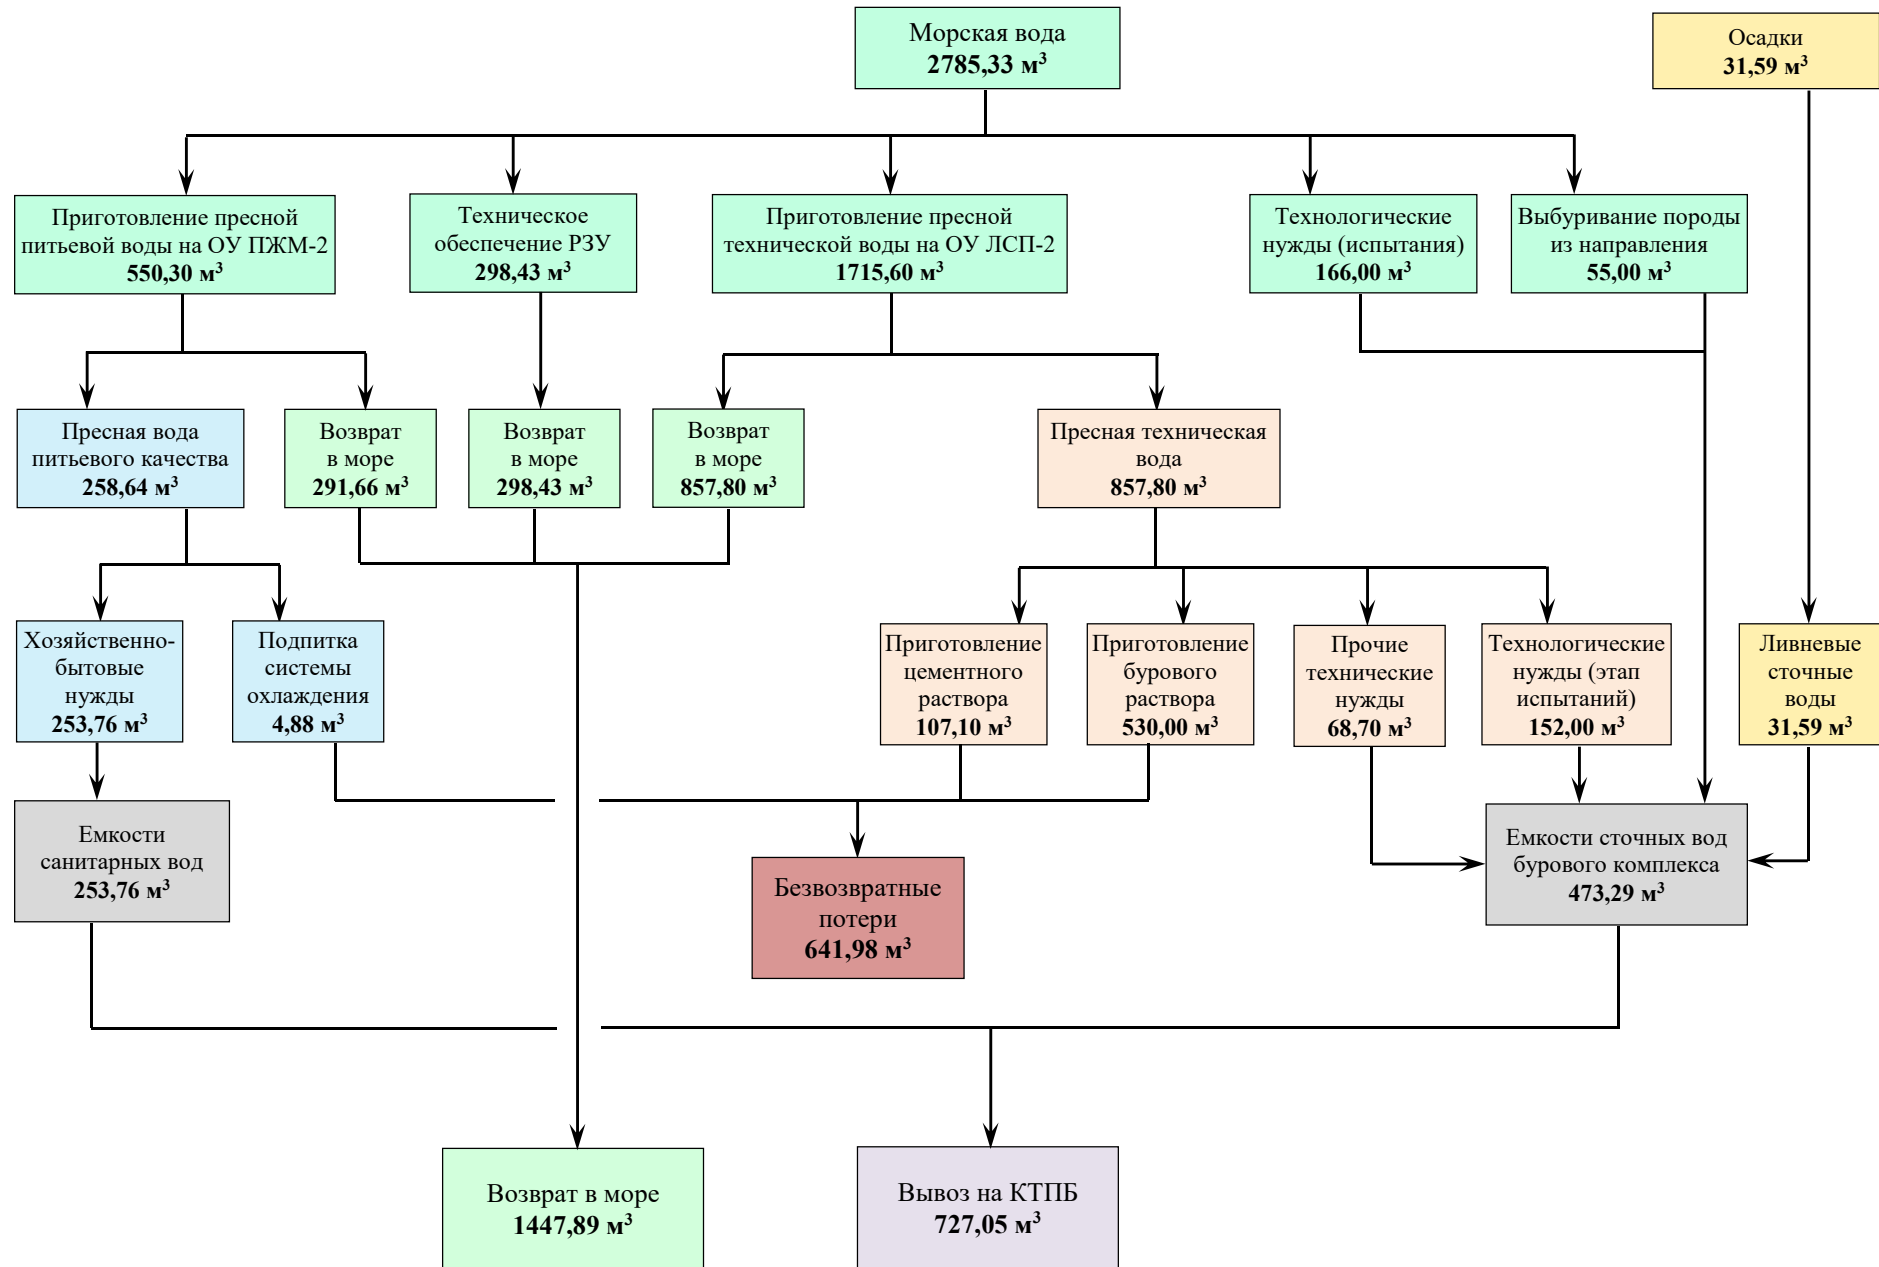 Морская вода
2785,33 м³
Осадки
31,59 м³
Приготовление пресной
питьевой воды на ОУ ПЖМ-2
550,30 м³
Техническое
обеспечение РЗУ
298,43 м³
Приготовление пресной
технической воды на ОУ ЛСП-2
1715,60 м³
Технологические
нужды (испытания)
166,00 м³
Выбуривание породы
из направления
55,00 м³
Пресная вода
питьевого качества
258,64 м³
Возврат
в море
291,66 м³
Возврат
в море
298,43 м³
Возврат
в море
857,80 м³
Пресная техническая
вода
857,80 м³
Хозяйственно-
бытовые
нужды
253,76 м³
Подпитка
системы
охлаждения
4,88 м³
Приготовление
цементного
раствора
107,10 м³
Приготовление
бурового
раствора
530,00 м³
Прочие
технические
нужды
68,70 м³
Технологические
нужды (этап
испытаний)
152,00 м³
Ливневые
сточные
воды
31,59 м³
Емкости
санитарных вод
253,76 м³
Безвозвратные
потери
641,98 м³
Емкости сточных вод
бурового комплекса
473,29 м³
Возврат в море
1447,89 м³
Вывоз на КТПБ
727,05 м³